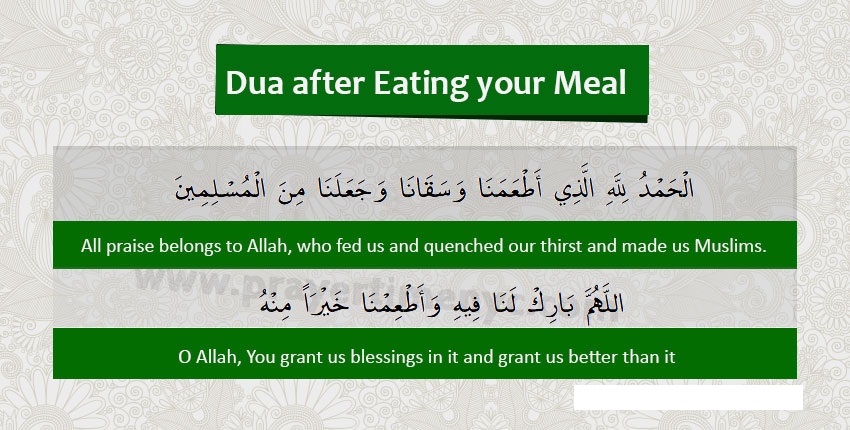 Dua after Eating your Meal
الْحَمْدُ لِلَّهِ الَّذِي أَطْعَمَنَا وَسَقَانَا وَجَعَلَنَا مِنَ الْمُسْلِمِينَ
All praise belongs to Allah, who fed us and quenched our thirst and made us Muslims.
اللَّهُمَّ بَارِكْ لَنَا فِيهِ وَأَطْعِمْنَا خَيْرَاً مِنْهُ
O Allah, You grant us blessings in it and grant us better than it